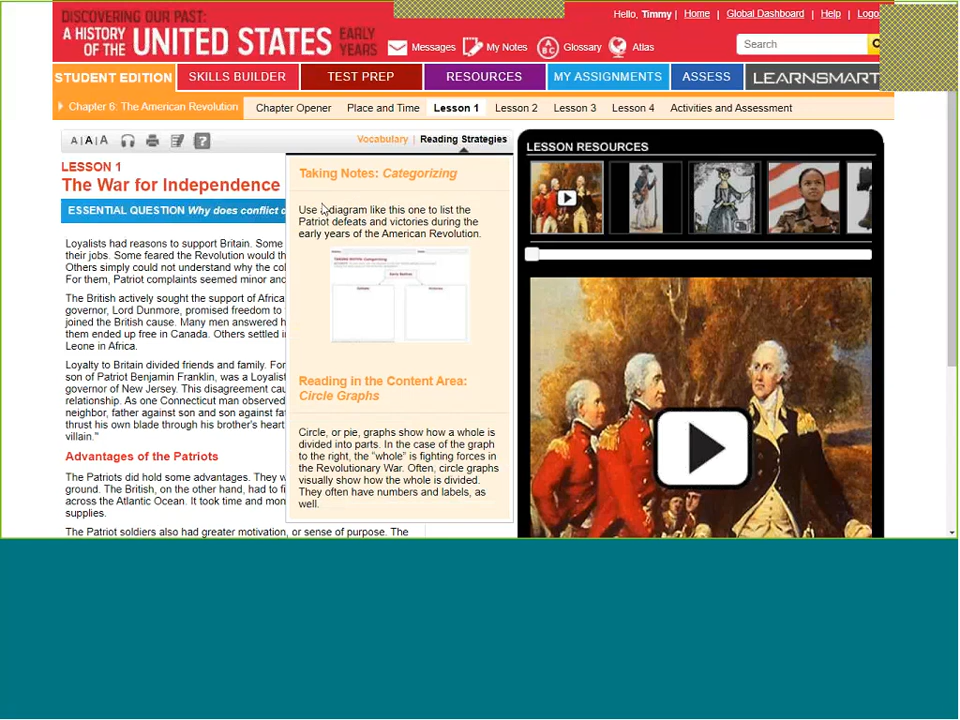 DISCOVERING OUR PAST:
A HISTORY OF THE UNITED STATES EARLY YEARS
Hello, Timmy | Home | Global Dashboard | Help | Logo
Messages My Notes Glossary Atlas Search
STUDENT EDITION SKILLS BUILDER TEST PREP RESOURCES MY ASSIGNMENTS ASSESS LEARNSMART
Chapter 6: The American Revolution Chapter Opener Place and Time Lesson 1 Lesson 2 Lesson 3 Lesson 4 Activities and Assessment
A | A | A Vocabulary | Reading Strategies
LESSON 1
The War for Independence
ESSENTIAL QUESTION Why does conflict
Loyalists had reasons to support Britain. Some
their jobs. Some feared the Revolution would th
Others simply could not understand why the col
For them, Patriot complaints seemed minor and
The British actively sought the support of Africa
governor, Lord Dunmore, promised freedom to
joined the British cause. Many men answered h
them ended up free in Canada. Others settled i
Leone in Africa.
Loyalty to Britain divided friends and family. For
son of Patriot Benjamin Franklin, was a Loyalis
governor of New Jersey. This disagreement cau
relationship. As one Connecticut man observed
neighbor, father against son and son against fat
thrust his own blade through his brother's heart
villain."
Advantages of the Patriots
The Patriots did hold some advantages. They w
ground. The British, on the other hand, had to fi
across the Atlantic Ocean. It took time and mon
supplies.
The Patriot soldiers also had greater motivation, or sense of purpose. The
Taking Notes: Categorizing
Use a diagram like this one to list the
Patriot defeats and victories during the
early years of the American Revolution.
Reading in the Content Area:
Circle Graphs
Circle, or pie, graphs show how a whole is
divided into parts. In the case of the graph
to the right, the "whole" is fighting forces in
the Revolutionary War. Often, circle graphs
visually show how the whole is divided.
They often have numbers and labels, as
well.
LESSON RESOURCES